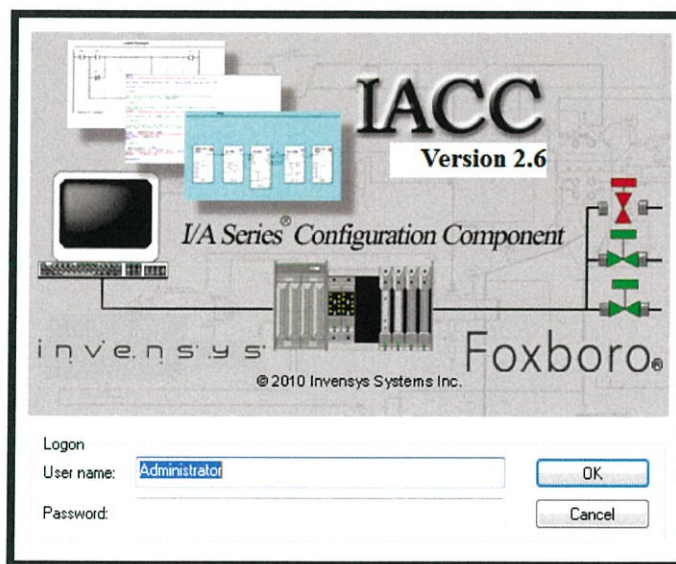 IACC
Version 2.6
I/A Series® Configuration Component
invensys
Foxboro®
© 2010 Invensys Systems Inc.
Logon
User name: Administrator OK
Password: Cancel